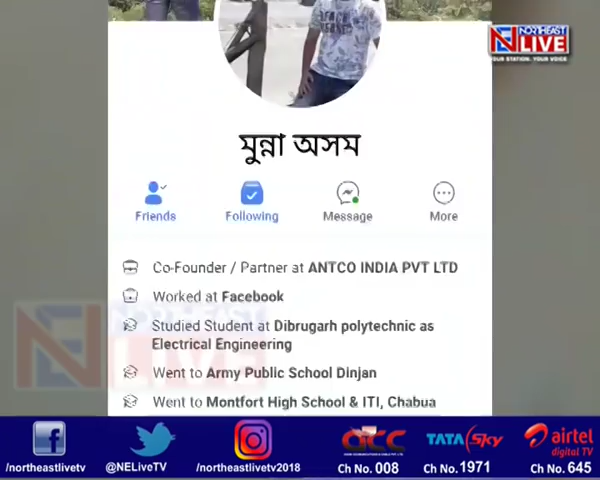 NORTHEAST
LIVE
YOUR STATION. YOUR VOICE
মুন্না অসম
Friends
Following
Message
More
Co-Founder / Partner at ANTCO INDIA PVT LTD
Worked at Facebook
Studied Student at Dibrugarh polytechnic as
Electrical Engineering
Went to Army Public School Dinjan
Went to Montfort High School & ITI, Chabua
NE
LIVE
/northeastlivetv
@NELiveTV
/northeastlivetv2018
Ch No. 008
TATA Sky
Ch No.1971
airtel
digital TV
Ch No. 645